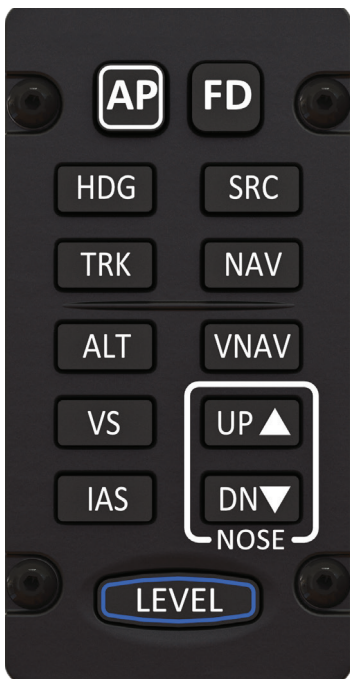 AP FD
HDG SRC
TRK NAV
ALT VNAV
VS UP ▲
IAS DN▼
NOSE
LEVEL